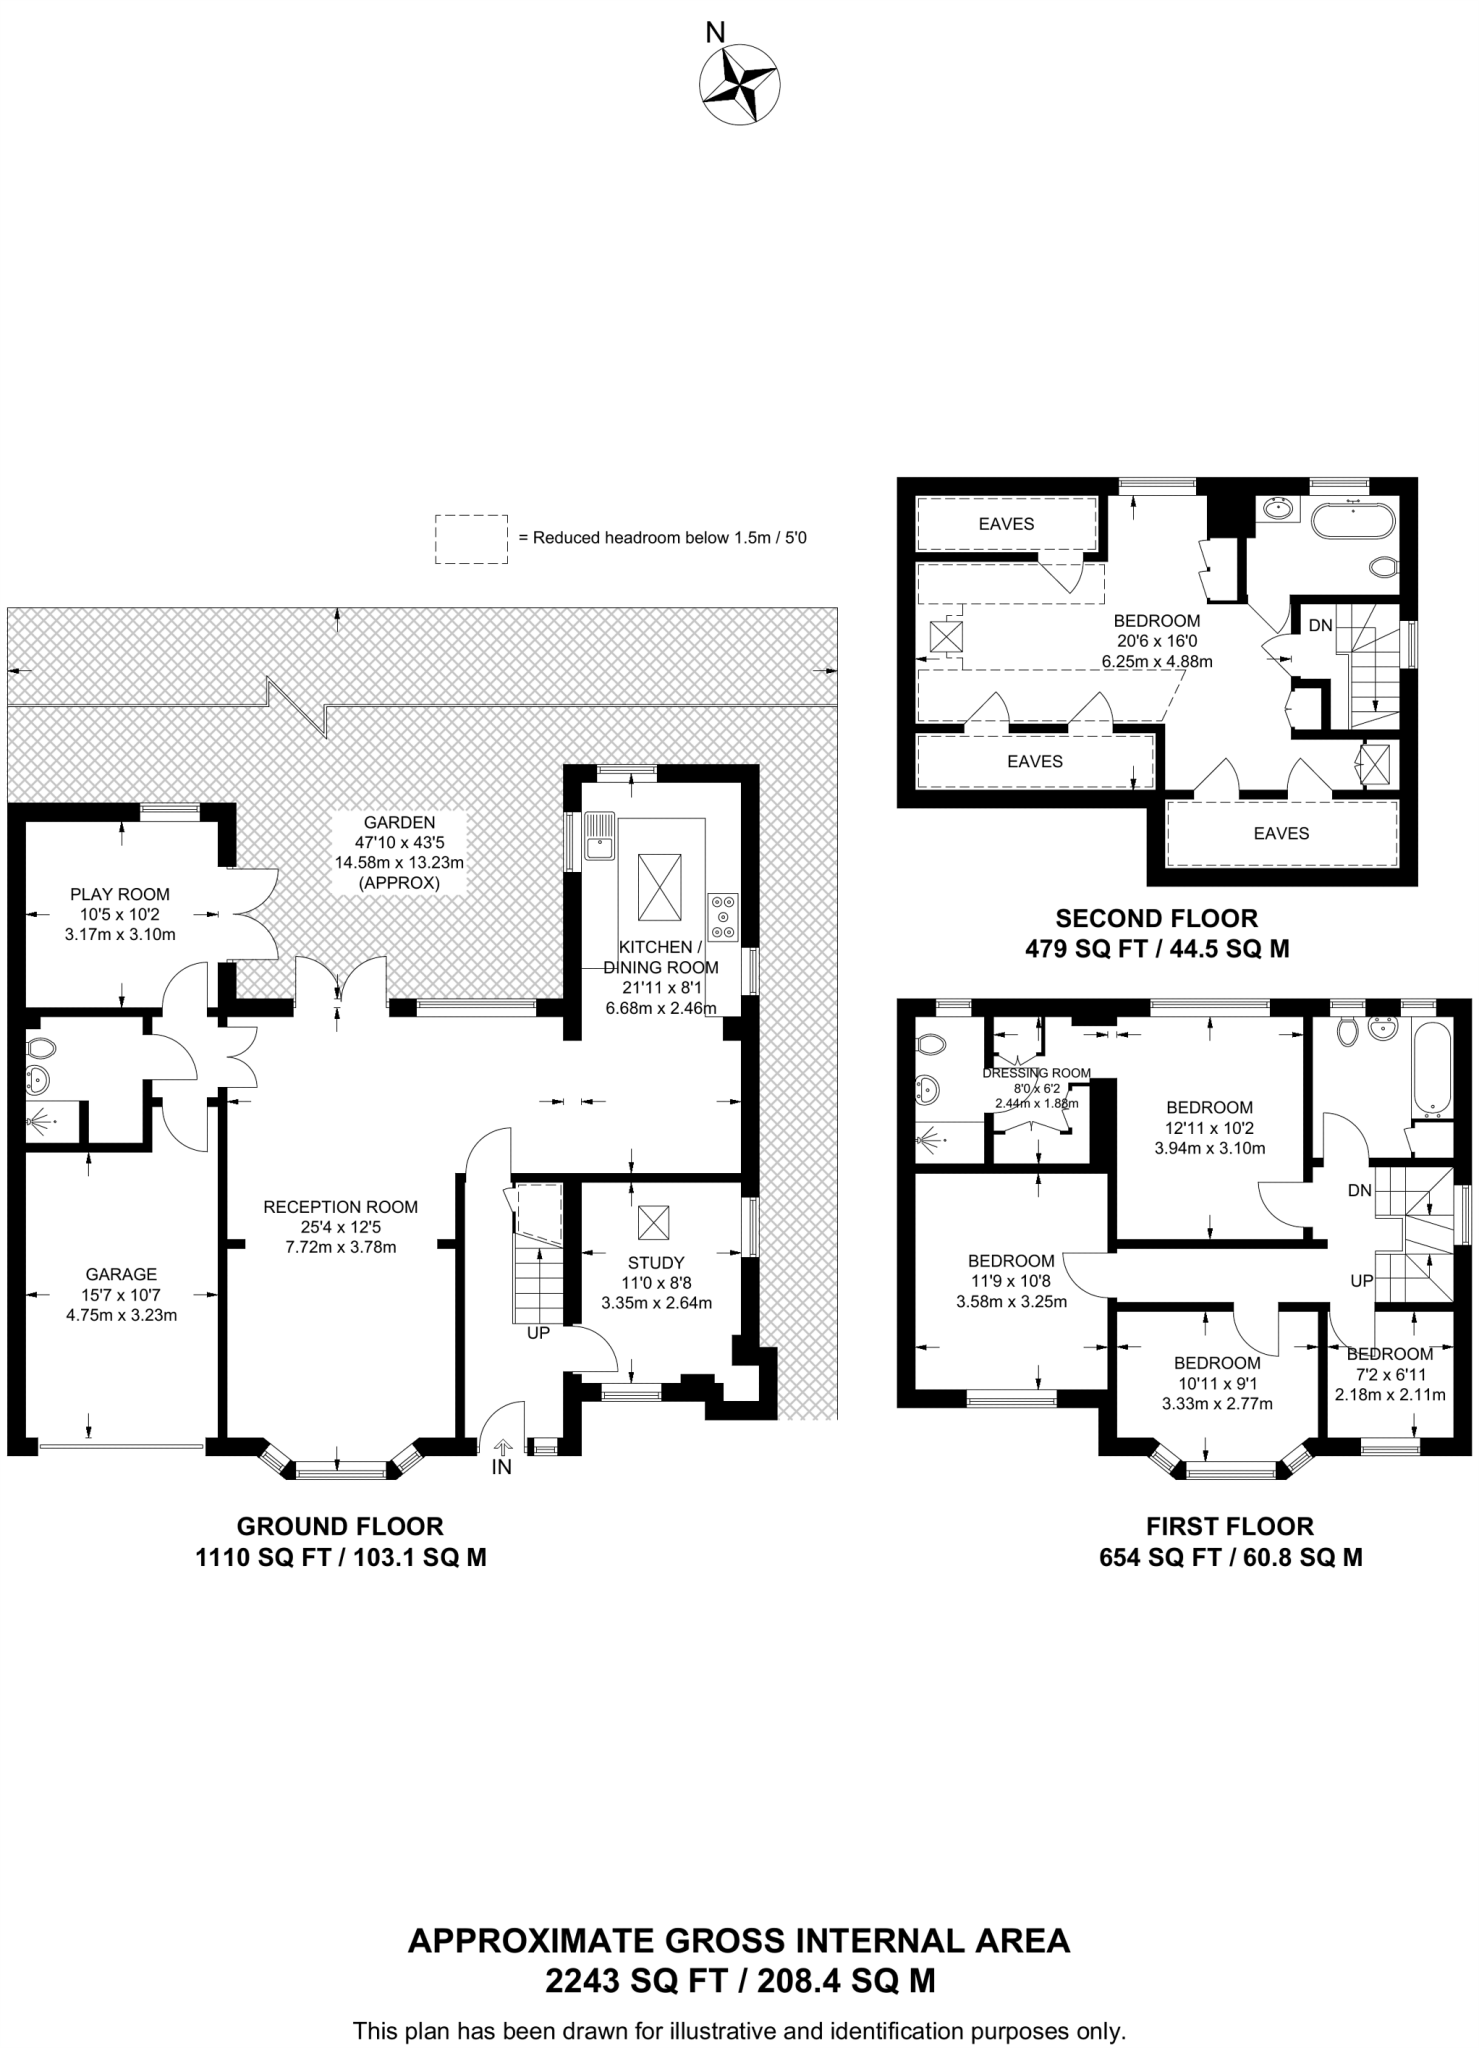 N
= Reduced headroom below 1.5m / 5'0
GARDEN
47'10 x 43'5
14.58m x 13.23m
(APPROX)
PLAY ROOM
10'5 x 10'2
3.17m x 3.10m
KITCHEN /
DINING ROOM
21'11 x 8'1
6.68m x 2.46m
RECEPTION ROOM
25'4 x 12'5
7.72m x 3.78m
GARAGE
15'7 x 10'7
4.75m x 3.23m
STUDY
11'0 x 8'8
3.35m x 2.64m
UP
IN
GROUND FLOOR
1110 SQ FT / 103.1 SQ M
EAVES
BEDROOM
20'6 x 16'0
6.25m x 4.88m
DN
EAVES
EAVES
SECOND FLOOR
479 SQ FT / 44.5 SQ M
DRESSING ROOM
8'0 x 6'2
2.44m x 1.88m
BEDROOM
12'11 x 10'2
3.94m x 3.10m
DN
BEDROOM
11'9 x 10'8
3.58m x 3.25m
UP
BEDROOM
10'11 x 9'1
3.33m x 2.77m
BEDROOM
7'2 x 6'11
2.18m x 2.11m
FIRST FLOOR
654 SQ FT / 60.8 SQ M
APPROXIMATE GROSS INTERNAL AREA
2243 SQ FT / 208.4 SQ M
This plan has been drawn for illustrative and identification purposes only.